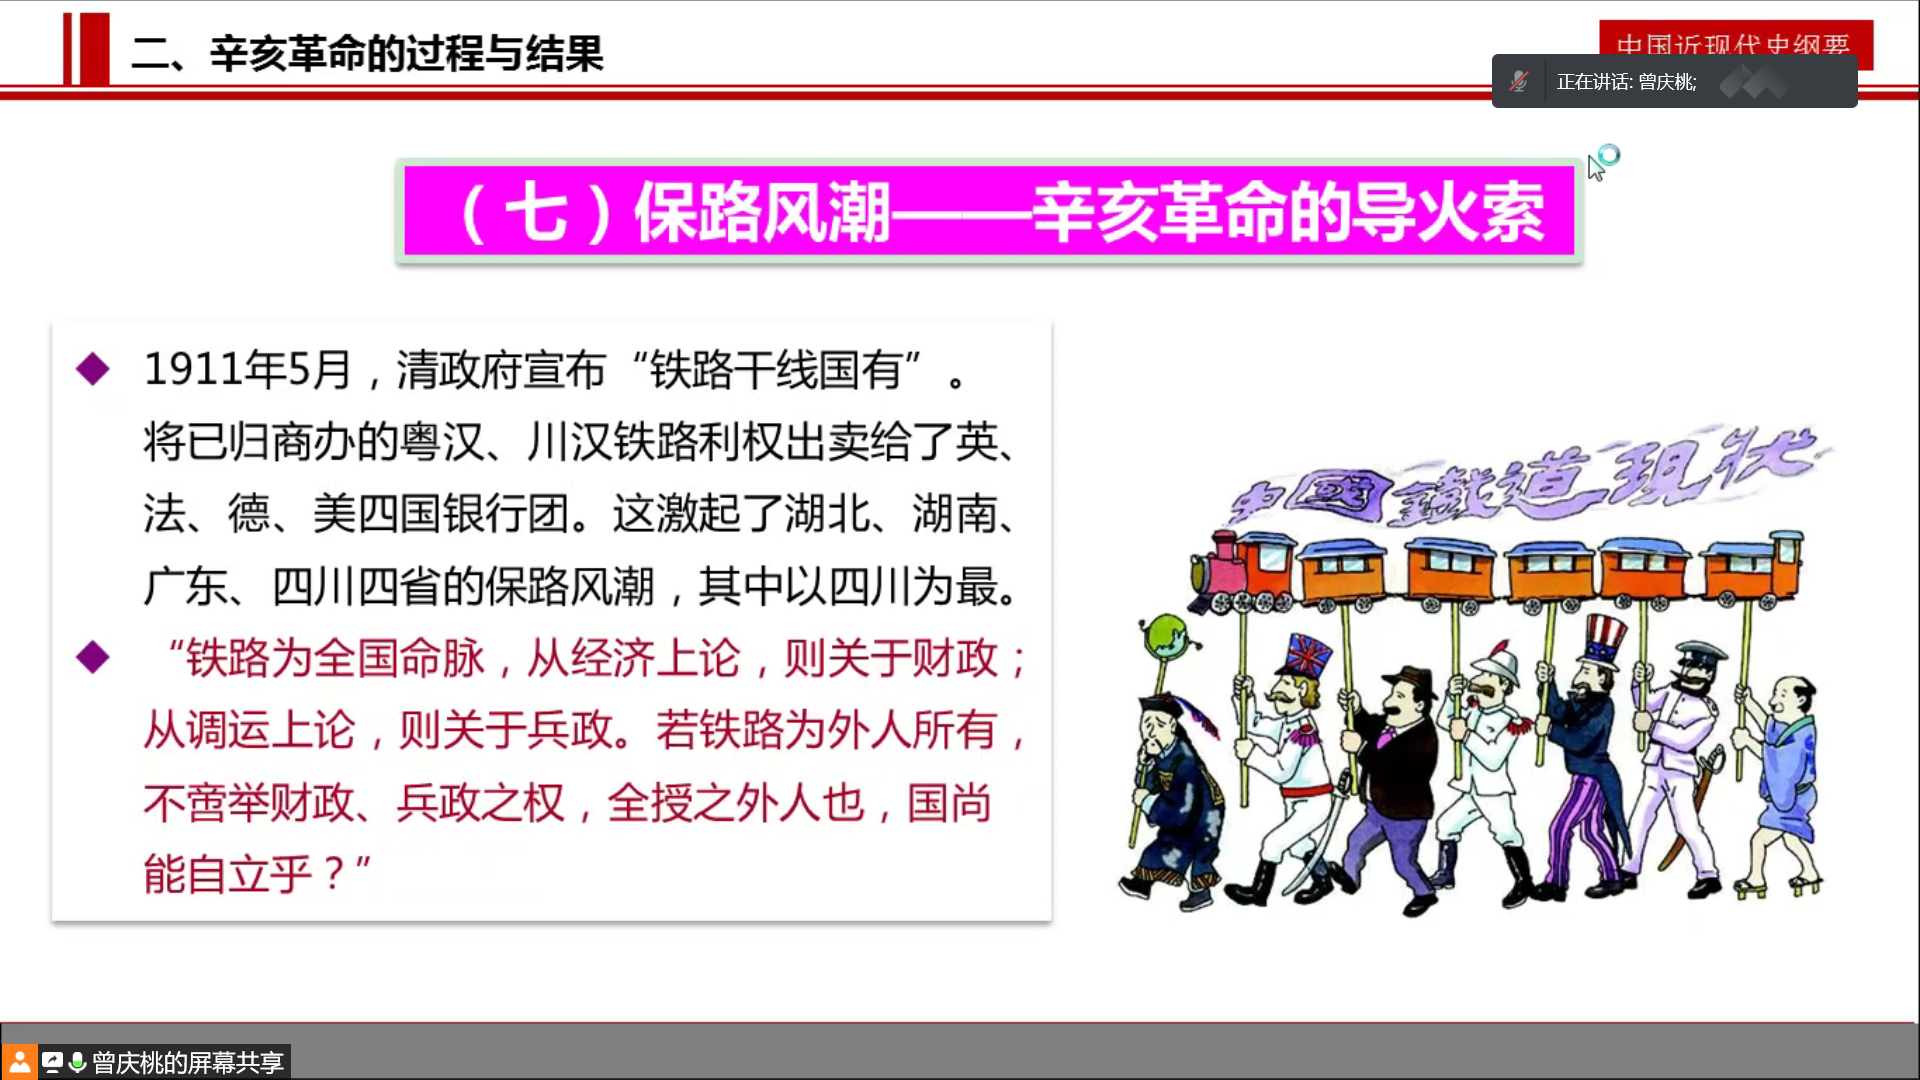 二、辛亥革命的过程与结果
中国近现代史纲要
正在讲话: 曾庆桃;
（七）保路风潮——辛亥革命的导火索
1911年5月，清政府宣布“铁路干线国有”。
将已归商办的粤汉、川汉铁路利权出卖给了英、
法、德、美四国银行团。这激起了湖北、湖南、
广东、四川四省的保路风潮，其中以四川为最。
“铁路为全国命脉，从经济上论，则关于财政；
从调运上论，则关于兵政。若铁路为外人所有，
不啻举财政、兵政之权，全授之外人也，国尚
能自立乎？”
中國鐵道現状
曾庆桃的屏幕共享